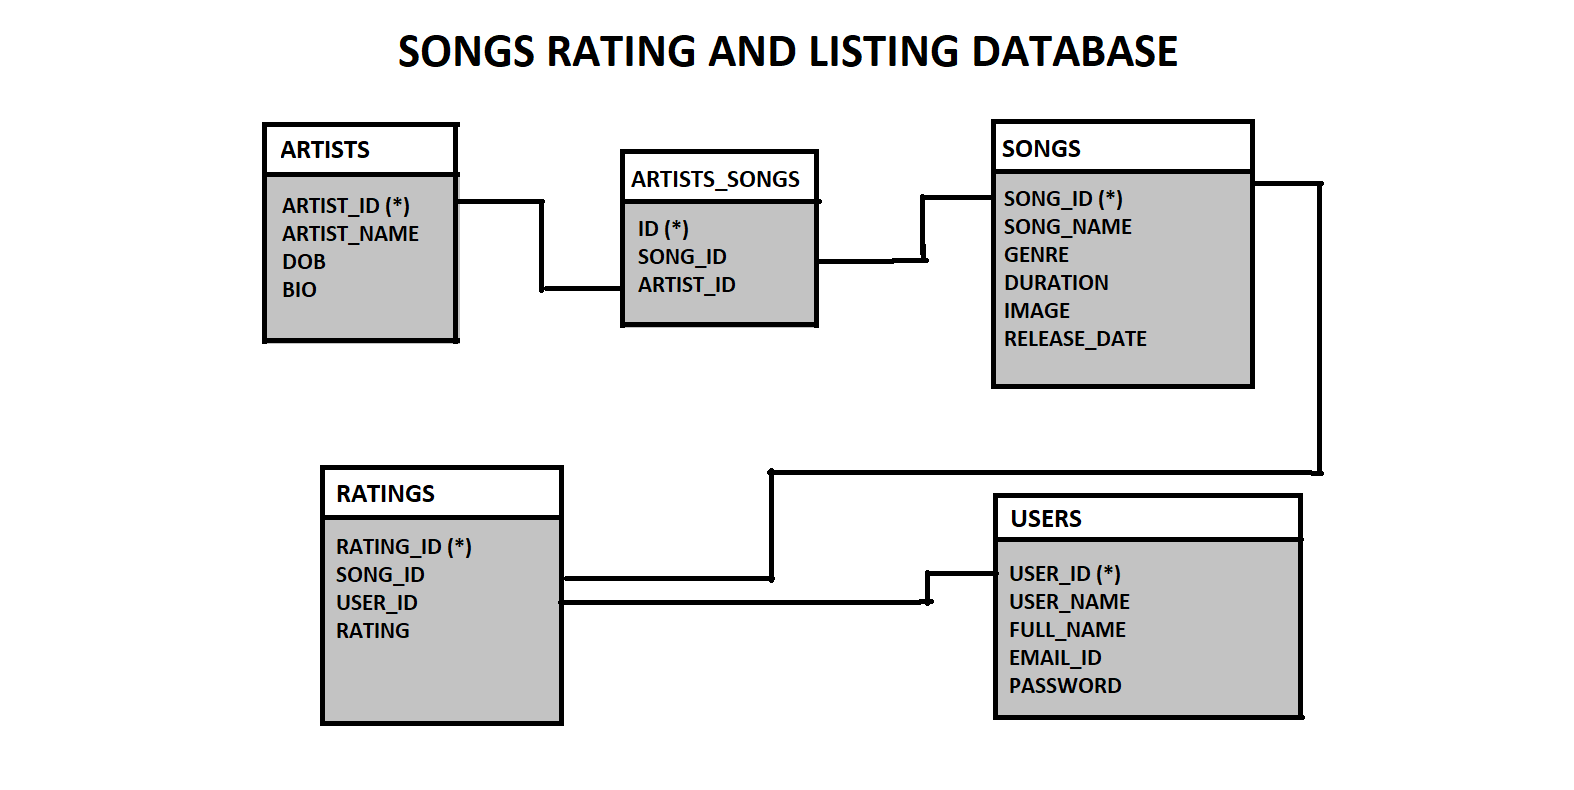 SONGS RATING AND LISTING DATABASE
ARTISTS
ARTIST_ID (*)
ARTIST_NAME
DOB
BIO
ARTISTS_SONGS
ID (*)
SONG_ID
ARTIST_ID
SONGS
SONG_ID (*)
SONG_NAME
GENRE
DURATION
IMAGE
RELEASE_DATE
RATINGS
RATING_ID (*)
SONG_ID
USER_ID
RATING
USERS
USER_ID (*)
USER_NAME
FULL_NAME
EMAIL_ID
PASSWORD